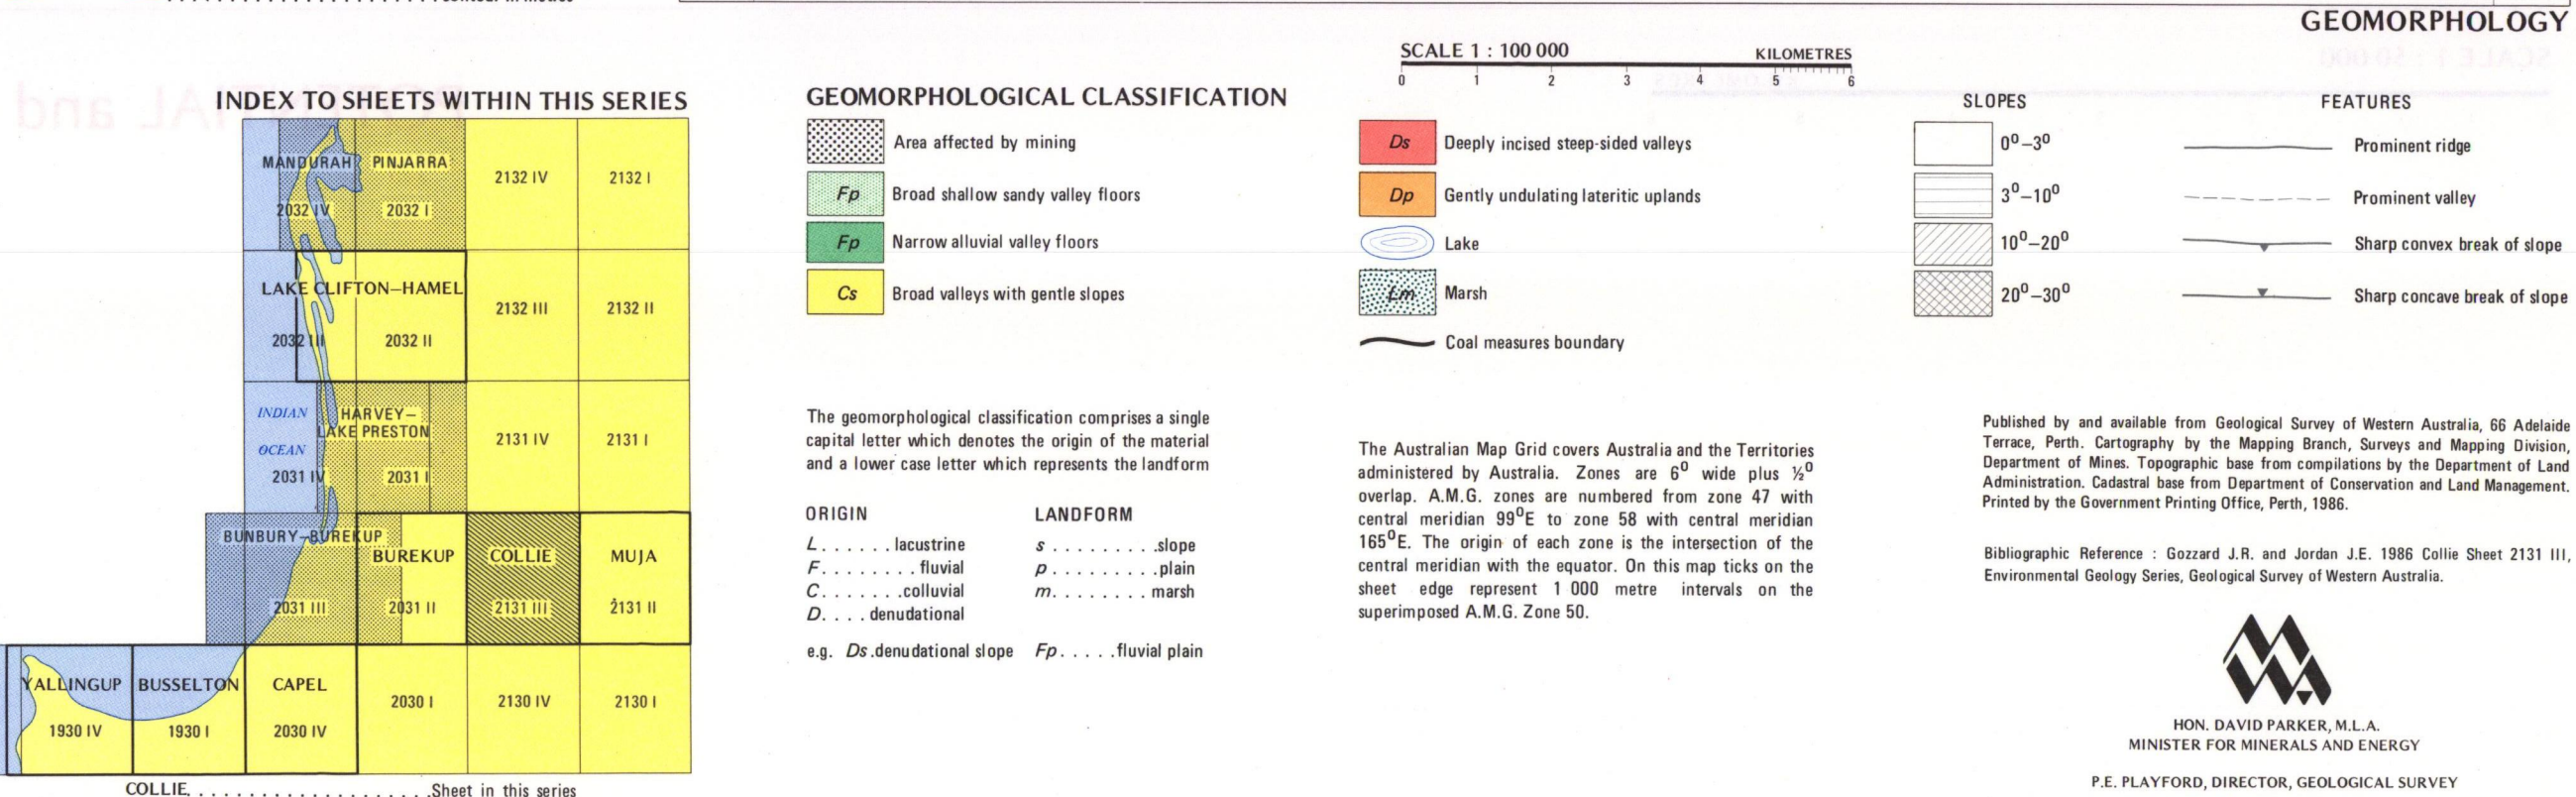 GEOMORPHOLOGY
SCALE 1 : 100 000 KILOMETRES
0 1 2 3 4 5 6
INDEX TO SHEETS WITHIN THIS SERIES
MANDURAH PINJARRA
2132 IV 2132 I
2032 IV 2032 I
LAKE CLIFTON–HAMEL
2132 III 2132 II
2032 III 2032 II
INDIAN
OCEAN
HARVEY–
LAKE PRESTON
2131 IV 2131 I
2031 IV 2031 I
BUNBURY–BUREKUP
BUREKUP COLLIE MUJA
2031 III 2031 II 2131 III 2131 II
YALLINGUP BUSSELTON CAPEL
2030 I 2130 IV 2130 I
1930 IV 1930 I 2030 IV
COLLIE. . . . . . . . . . . . . . . . . . . .Sheet in this series
GEOMORPHOLOGICAL CLASSIFICATION
Area affected by mining
Fp Broad shallow sandy valley floors
Fp Narrow alluvial valley floors
Cs Broad valleys with gentle slopes
Ds Deeply incised steep-sided valleys
Dp Gently undulating lateritic uplands
Lake
Lm Marsh
Coal measures boundary
SLOPES
0⁰–3⁰
3⁰–10⁰
10⁰–20⁰
20⁰–30⁰
FEATURES
Prominent ridge
Prominent valley
Sharp convex break of slope
Sharp concave break of slope
The geomorphological classification comprises a single
capital letter which denotes the origin of the material
and a lower case letter which represents the landform
ORIGIN LANDFORM
L. . . . . . lacustrine s . . . . . . . . .slope
F. . . . . . . . fluvial p. . . . . . . . . .plain
C. . . . . . .colluvial m. . . . . . . . marsh
D. . . . denudational
e.g. Ds.denudational slope Fp. . . . .fluvial plain
The Australian Map Grid covers Australia and the Territories
administered by Australia. Zones are 6⁰ wide plus ½⁰
overlap. A.M.G. zones are numbered from zone 47 with
central meridian 99⁰E to zone 58 with central meridian
165⁰E. The origin of each zone is the intersection of the
central meridian with the equator. On this map ticks on the
sheet edge represent 1 000 metre intervals on the
superimposed A.M.G. Zone 50.
Published by and available from Geological Survey of Western Australia, 66 Adelaide
Terrace, Perth. Cartography by the Mapping Branch, Surveys and Mapping Division,
Department of Mines. Topographic base from compilations by the Department of Land
Administration. Cadastral base from Department of Conservation and Land Management.
Printed by the Government Printing Office, Perth, 1986.
Bibliographic Reference : Gozzard J.R. and Jordan J.E. 1986 Collie Sheet 2131 III,
Environmental Geology Series, Geological Survey of Western Australia.
HON. DAVID PARKER, M.L.A.
MINISTER FOR MINERALS AND ENERGY
P.E. PLAYFORD, DIRECTOR, GEOLOGICAL SURVEY